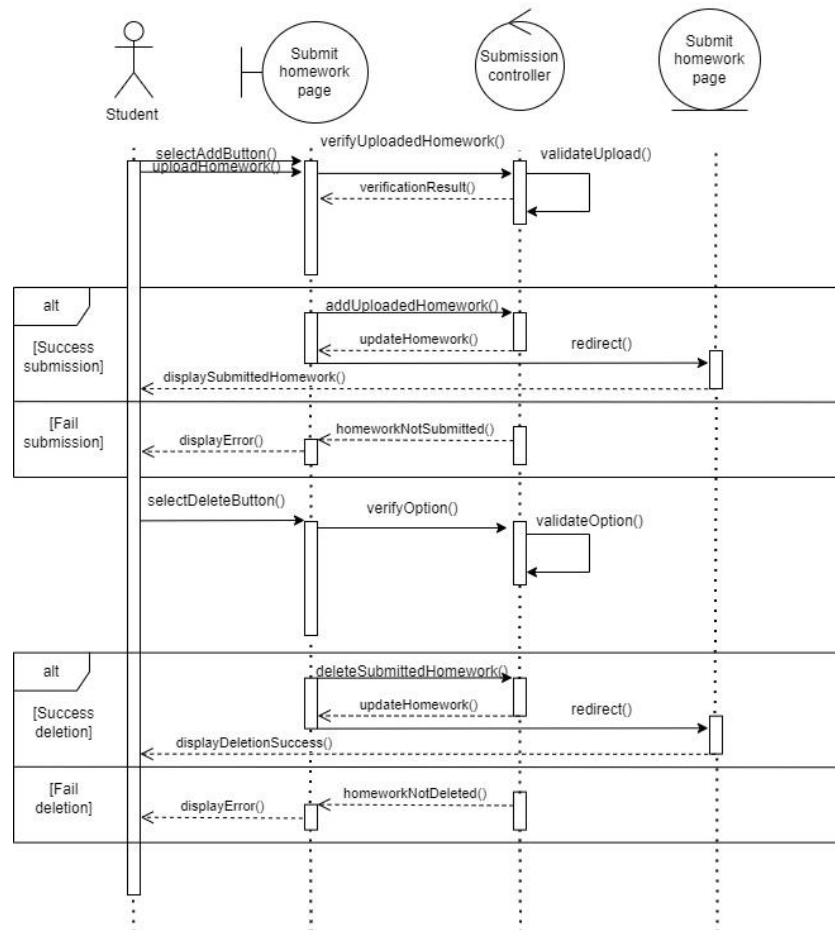 Submit
homework
page
Submission
controller
Submit
homework
page
Student
selectAddButton()
uploadHomework()
verifyUploadedHomework()
validateUpload()
verificationResult()
alt
[Success
submission]
addUploadedHomework()
updateHomework()
redirect()
displaySubmittedHomework()
[Fail
submission]
homeworkNotSubmitted()
displayError()
selectDeleteButton()
verifyOption()
validateOption()
alt
[Success
deletion]
deleteSubmittedHomework()
updateHomework()
redirect()
displayDeletionSuccess()
[Fail
deletion]
homeworkNotDeleted()
displayError()